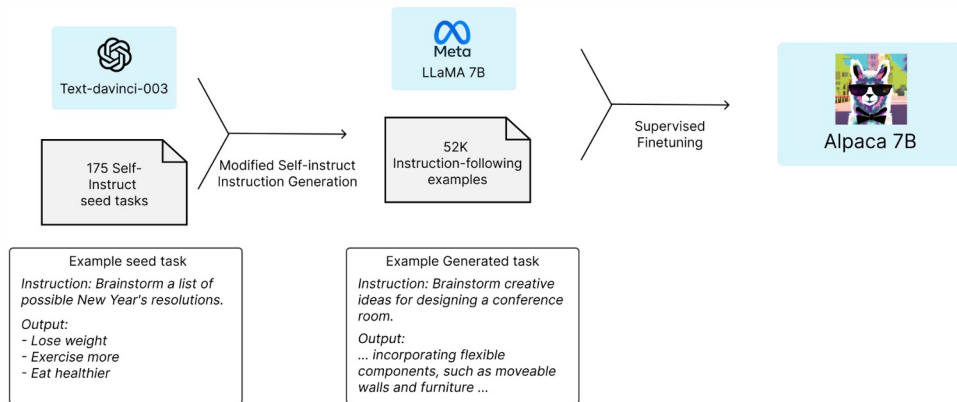 Text-davinci-003
175 Self-
Instruct
seed tasks
Modified Self-instruct
Instruction Generation
Meta
LLaMA 7B
52K
Instruction-following
examples
Supervised
Finetuning
Alpaca 7B
Example seed task
Instruction: Brainstorm a list of
possible New Year's resolutions.
Output:
- Lose weight
- Exercise more
- Eat healthier
Example Generated task
Instruction: Brainstorm creative
ideas for designing a conference
room.
Output:
... incorporating flexible
components, such as moveable
walls and furniture ...